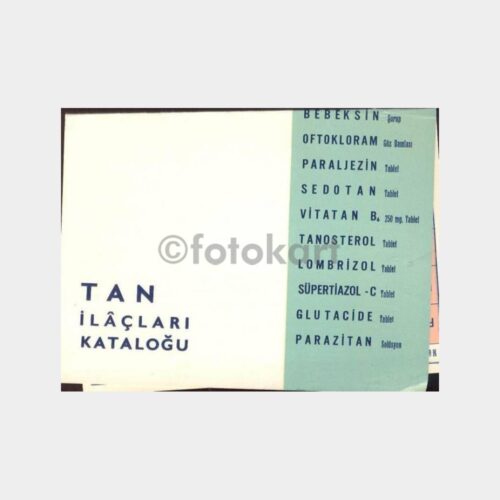 BEBEKSİN Şurup
OFTOKLORAM Göz Damlası
PARALJEZİN Tablet
SEDOTAN Tablet
VİTATAN B₆ 250 mg. Tablet
TANOSTEROL Tablet
LOMBRİZOL Tablet
SÜPERTİAZOL -C Tablet
GLUTACİDE Tablet
PARAZİTAN Solüsyon
©fotokart
TAN
İLÂÇLARI
KATALOĞU